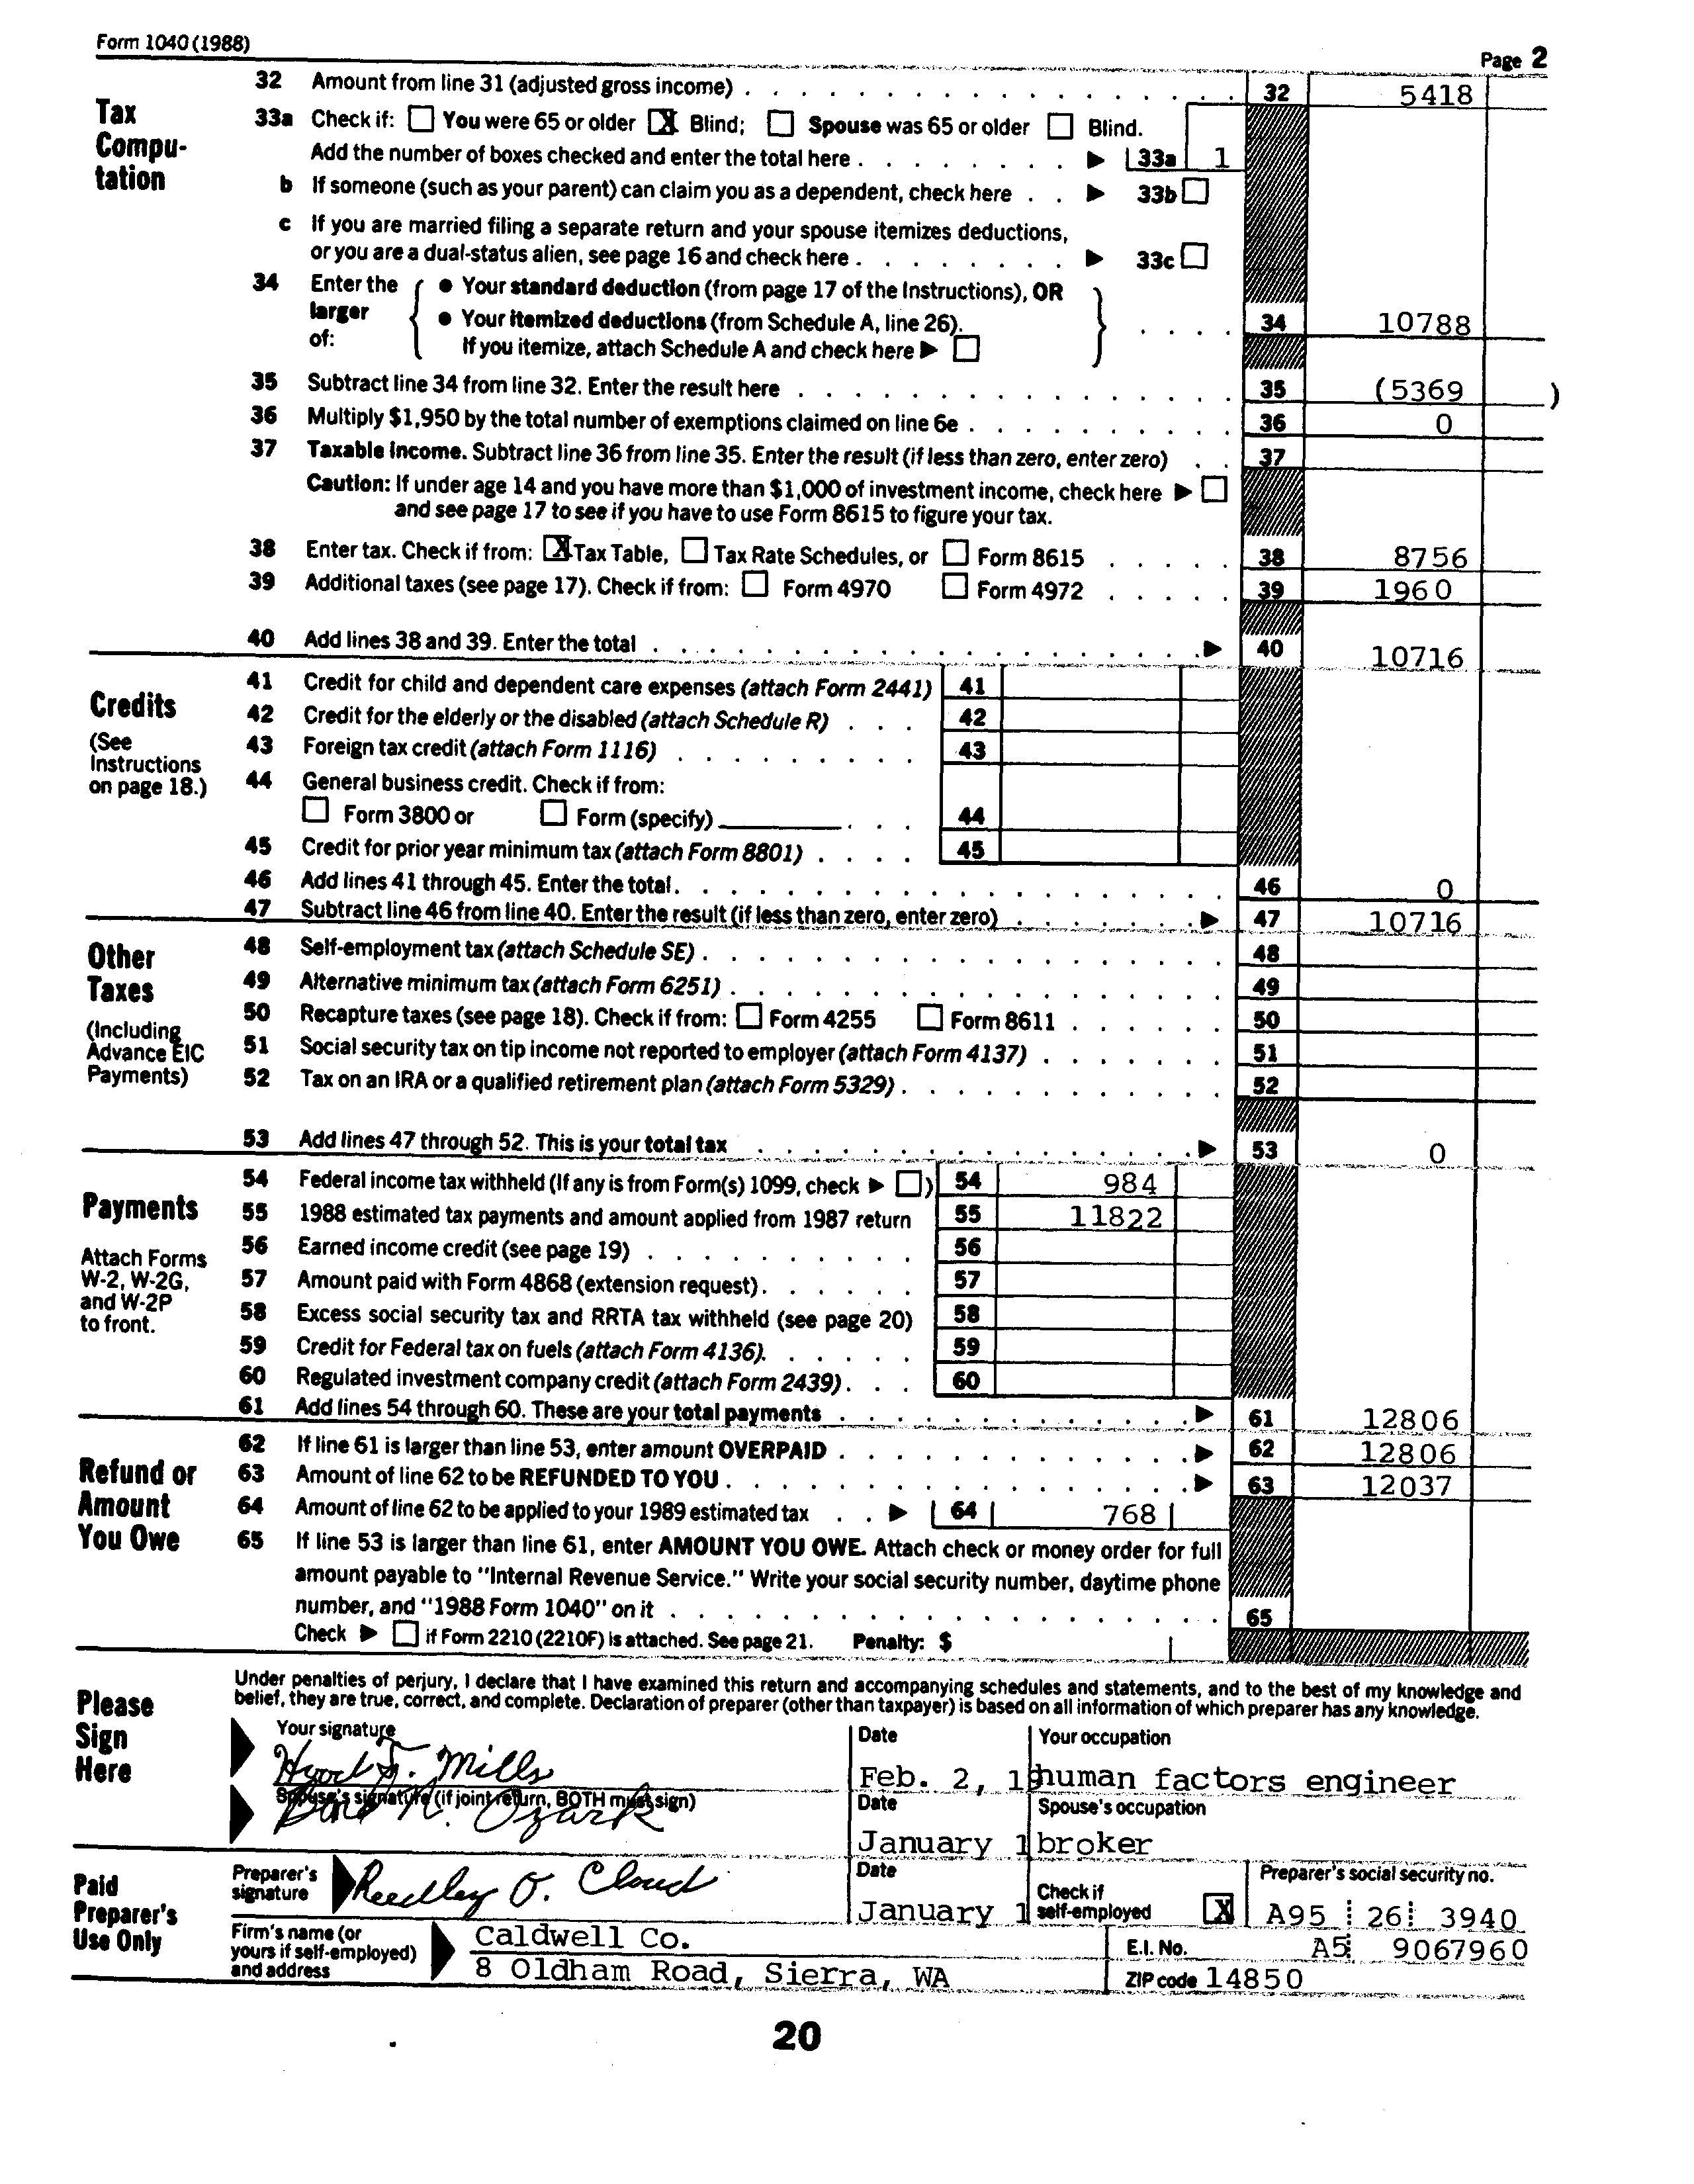 Form 1040 (1988)
Page 2
Tax Compu-tation
32 Amount from line 31 (adjusted gross income) . . . . 32 5418
33a Check if: ☐ You were 65 or older ☒ Blind; ☐ Spouse was 65 or older ☐ Blind.
Add the number of boxes checked and enter the total here . . . . ▶ 33a 1
b If someone (such as your parent) can claim you as a dependent, check here . . ▶ 33b ☐
c If you are married filing a separate return and your spouse itemizes deductions,
or you are a dual-status alien, see page 16 and check here . . . . ▶ 33c ☐
34 Enter the larger of: { ● Your standard deduction (from page 17 of the Instructions), OR
● Your itemized deductions (from Schedule A, line 26). } . . . . 34 10788
If you itemize, attach Schedule A and check here ▶ ☐
35 Subtract line 34 from line 32. Enter the result here . . . . 35 (5369 )
36 Multiply $1,950 by the total number of exemptions claimed on line 6e . . . . 36 0
37 Taxable income. Subtract line 36 from line 35. Enter the result (if less than zero, enter zero) . . 37
Caution: If under age 14 and you have more than $1,000 of investment income, check here ▶ ☐
and see page 17 to see if you have to use Form 8615 to figure your tax.
38 Enter tax. Check if from: ☒ Tax Table, ☐ Tax Rate Schedules, or ☐ Form 8615 . . . . 38 8756
39 Additional taxes (see page 17). Check if from: ☐ Form 4970 ☐ Form 4972 . . . . 39 1960
40 Add lines 38 and 39. Enter the total . . . . ▶ 40 10716
Credits
(See Instructions on page 18.)
41 Credit for child and dependent care expenses (attach Form 2441) 41
42 Credit for the elderly or the disabled (attach Schedule R) . . . 42
43 Foreign tax credit (attach Form 1116) . . . . 43
44 General business credit. Check if from:
☐ Form 3800 or ☐ Form (specify) ______ . . . 44
45 Credit for prior year minimum tax (attach Form 8801) . . . . 45
46 Add lines 41 through 45. Enter the total . . . . 46 0
47 Subtract line 46 from line 40. Enter the result (if less than zero, enter zero) . . . . ▶ 47 10716
Other Taxes
(Including Advance EIC Payments)
48 Self-employment tax (attach Schedule SE) . . . . 48
49 Alternative minimum tax (attach Form 6251) . . . . 49
50 Recapture taxes (see page 18). Check if from: ☐ Form 4255 ☐ Form 8611 . . . . 50
51 Social security tax on tip income not reported to employer (attach Form 4137) . . . . 51
52 Tax on an IRA or a qualified retirement plan (attach Form 5329) . . . . 52
53 Add lines 47 through 52. This is your total tax . . . . ▶ 53 0
Payments
Attach Forms W-2, W-2G, and W-2P to front.
54 Federal income tax withheld (If any is from Form(s) 1099, check ▶ ☐) 54 984
55 1988 estimated tax payments and amount applied from 1987 return 55 11822
56 Earned income credit (see page 19) . . . . 56
57 Amount paid with Form 4868 (extension request) . . . . 57
58 Excess social security tax and RRTA tax withheld (see page 20) 58
59 Credit for Federal tax on fuels (attach Form 4136). . . . 59
60 Regulated investment company credit (attach Form 2439) . . . 60
61 Add lines 54 through 60. These are your total payments . . . . ▶ 61 12806
Refund or Amount You Owe
62 If line 61 is larger than line 53, enter amount OVERPAID . . . . ▶ 62 12806
63 Amount of line 62 to be REFUNDED TO YOU . . . . ▶ 63 12037
64 Amount of line 62 to be applied to your 1989 estimated tax . . ▶ 64 768
65 If line 53 is larger than line 61, enter AMOUNT YOU OWE. Attach check or money order for full
amount payable to "Internal Revenue Service." Write your social security number, daytime phone
number, and "1988 Form 1040" on it . . . . 65
Check ▶ ☐ if Form 2210 (2210F) is attached. See page 21. Penalty: $
Please Sign Here
Under penalties of perjury, I declare that I have examined this return and accompanying schedules and statements, and to the best of my knowledge and
belief, they are true, correct, and complete. Declaration of preparer (other than taxpayer) is based on all information of which preparer has any knowledge.
Your signature Date Your occupation
J. Mills Feb. 2, 19 human factors engineer
Spouse's signature (if joint return, BOTH must sign) Date Spouse's occupation
N. Ozark January 1 broker
Paid Preparer's Use Only
Preparer's signature Date Check if self-employed ☒ Preparer's social security no.
Reedley O. Cloud January 1 A95 26 3940
Firm's name (or yours if self-employed) and address
Caldwell Co. E.I. No. A5 9067960
8 Oldham Road, Sierra, WA ZIP code 14850
20